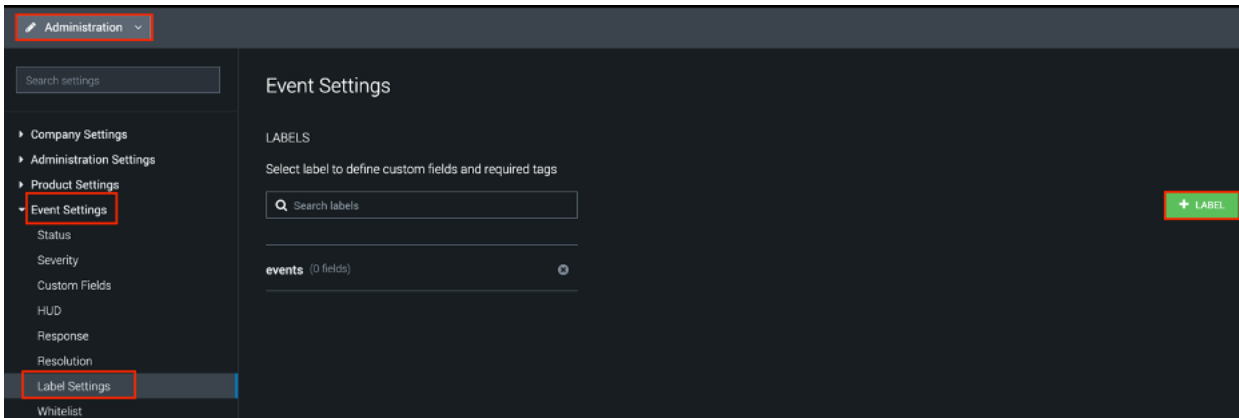 Administration
Search settings
Company Settings
Administration Settings
Product Settings
Event Settings
Status
Severity
Custom Fields
HUD
Response
Resolution
Label Settings
Whitelist
Event Settings
LABELS
Select label to define custom fields and required tags
Search labels
+ LABEL
events (0 fields)